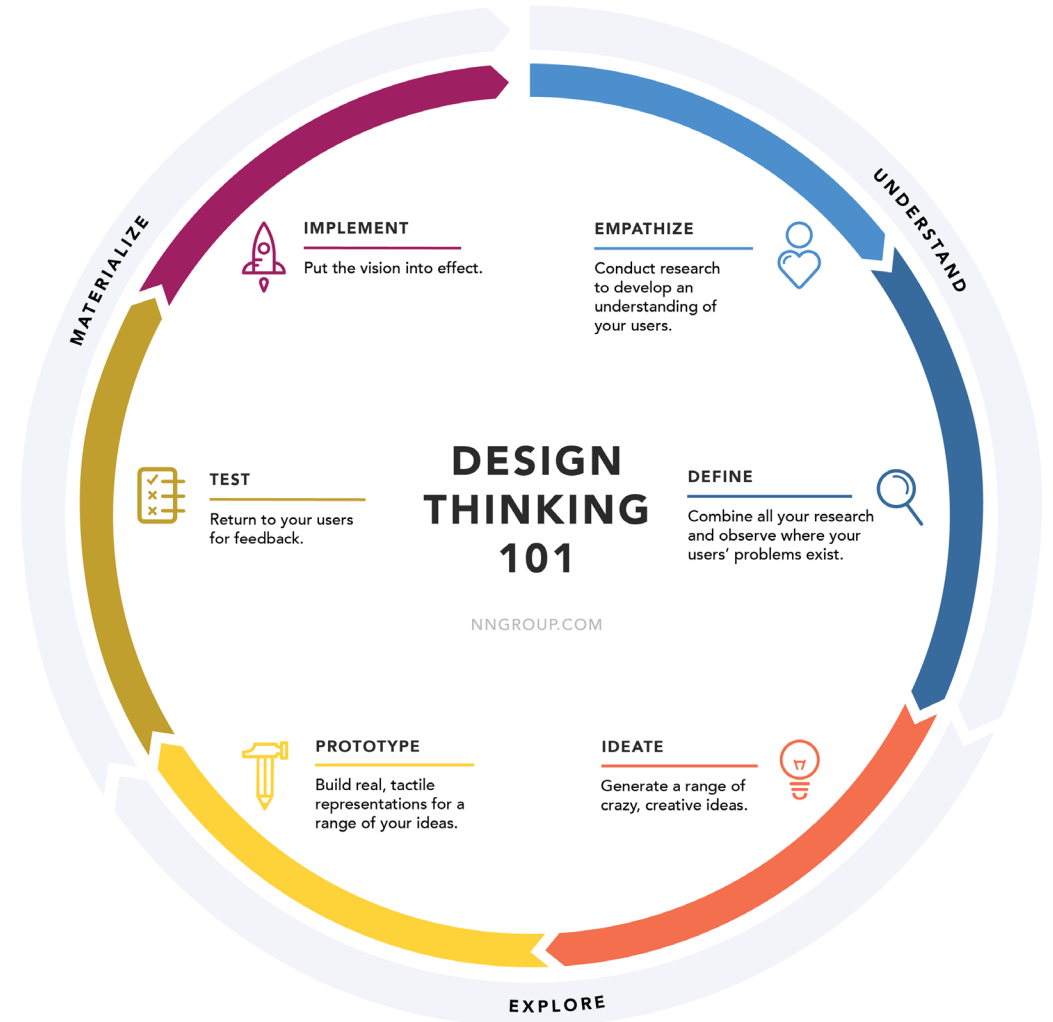 DESIGN
THINKING
101
NNGROUP.COM
UNDERSTAND
EMPATHIZE
Conduct research
to develop an
understanding of
your users.
DEFINE
Combine all your research
and observe where your
users’ problems exist.
EXPLORE
IDEATE
Generate a range of
crazy, creative ideas.
PROTOTYPE
Build real, tactile
representations for a
range of your ideas.
MATERIALIZE
TEST
Return to your users
for feedback.
IMPLEMENT
Put the vision into effect.